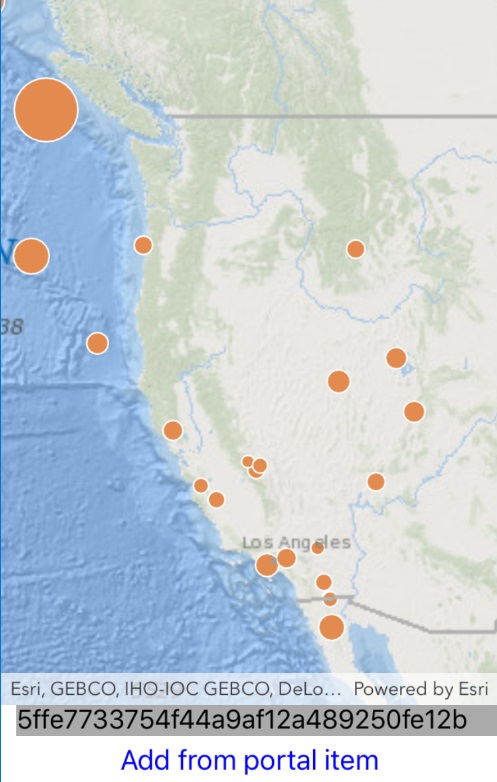 38
Los Angeles
Esri, GEBCO, IHO-IOC GEBCO, DeLo... Powered by Esri
5ffe7733754f44a9af12a489250fe12b
Add from portal item